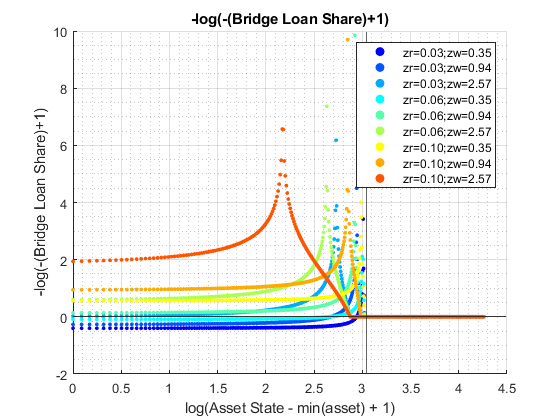 -log(-(Bridge Loan Share)+1)
10
8
6
4
2
0
-2
-log(-(Bridge Loan Share)+1)
zr=0.03;zw=0.35
zr=0.03;zw=0.94
zr=0.03;zw=2.57
zr=0.06;zw=0.35
zr=0.06;zw=0.94
zr=0.06;zw=2.57
zr=0.10;zw=0.35
zr=0.10;zw=0.94
zr=0.10;zw=2.57
0 0.5 1 1.5 2 2.5 3 3.5 4 4.5
log(Asset State - min(asset) + 1)